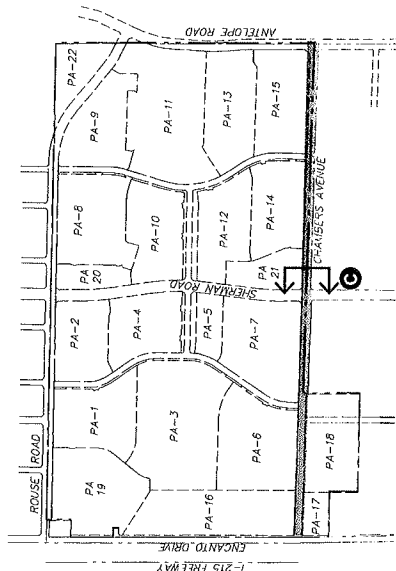 ANTELOPE ROAD
PA-22
PA-9
PA-11
PA-13
PA-15
CHAMBERS AVENUE
PA-8
PA-10
PA-12
PA-14
PA
20
PA
21
SHERMAN ROAD
C
PA-2
PA-4
PA-5
PA-7
ROUSE ROAD
PA-1
PA-3
PA-6
PA-18
PA
19
PA-16
PA-17
ENCANTO DRIVE
I-215 FREEWAY